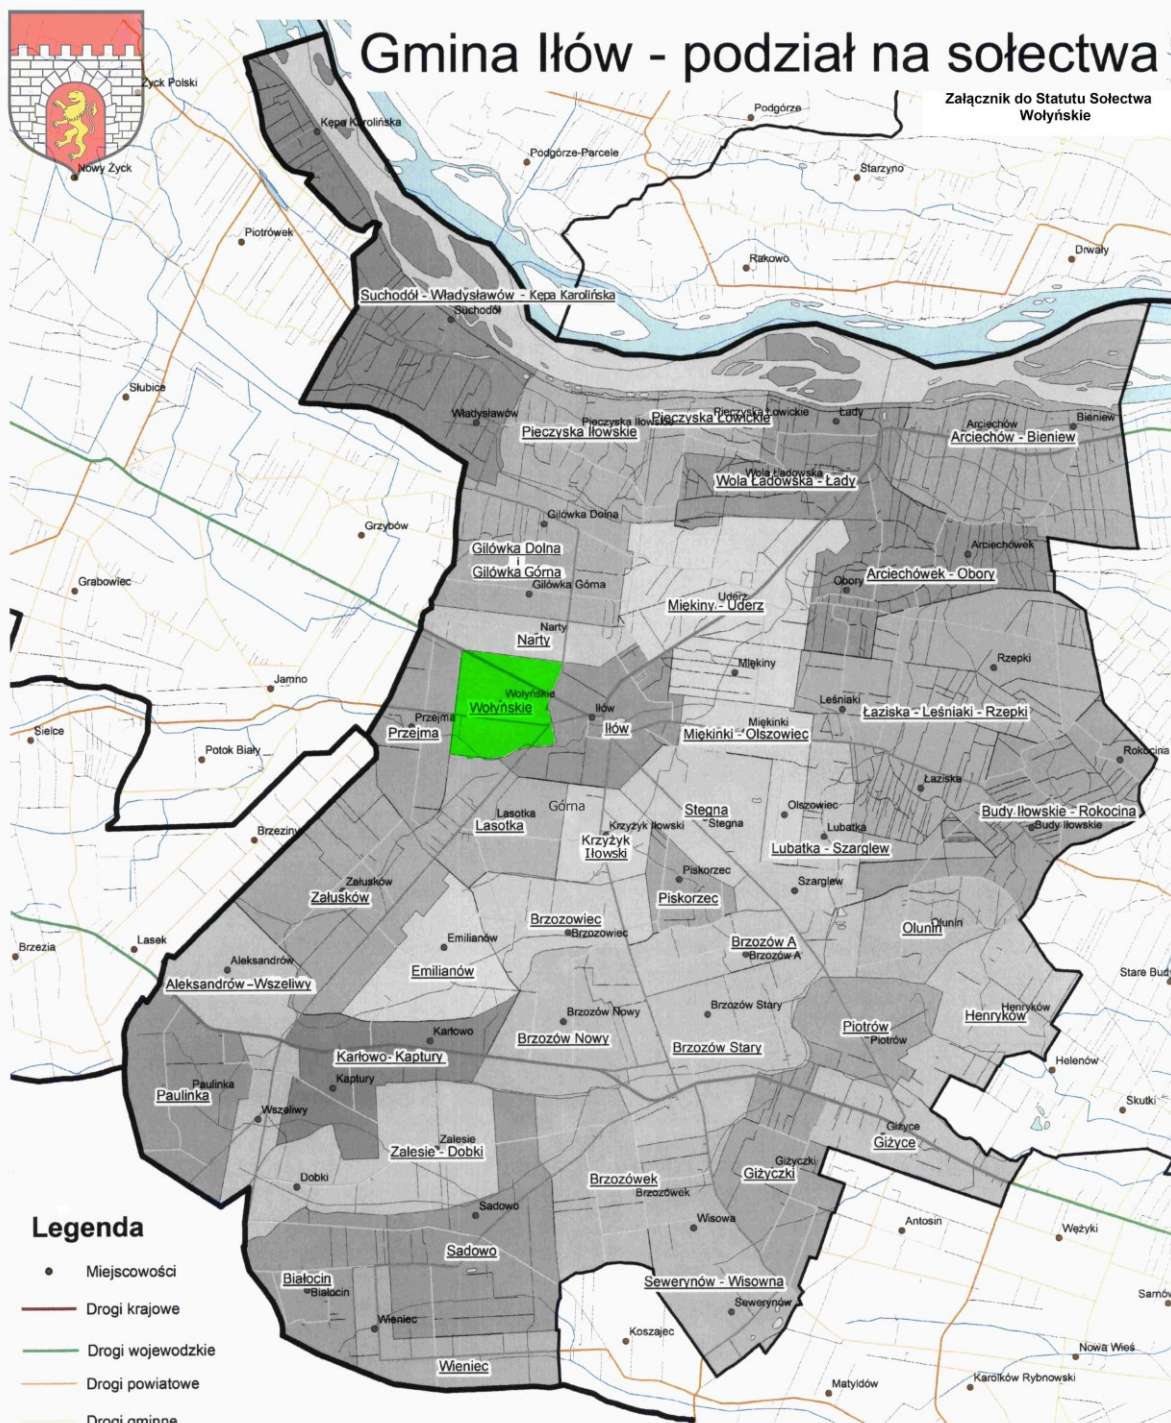 Gmina Iłów - podział na sołectwa
Załącznik do Statutu Sołectwa
Wołyńskie
Życk Polski
Nowy Życk
Kępa Karolińska
Podgórze
Podgórze-Parcele
Starzyno
Piotrówek
Rakowo
Drwały
Suchodół - Władysławów - Kępa Karolińska
Suchodół
Słubice
Władysławów
Pieczyska Iłowskie
Pieczyska Iłowskie
Pieczyska Łowickie
Pieczyska Łowickie
Łady
Arciechów
Bieniew
Arciechów - Bieniew
Wola Ładowska
Wola Ładowska - Łady
Grzybów
Gilówka Dolna
Gilówka Dolna
i
Gilówka Górna
Gilówka Górna
Arciechówek
Arciechówek - Obory
Obory
Grabowiec
Uderz
Miękiny - Uderz
Narty
Narty
Miękiny
Rzepki
Jamno
Wołyńskie
Wołyńskie
Iłów
Iłów
Leśniaki
Łaziska - Leśniaki - Rzepki
Przejma
Przejma
Miękinki
Miękinki - Olszowiec
Sielce
Potok Biały
Rokocina
Łaziska
Górna
Lasotka
Lasotka
Stegna
Stegna
Olszowiec
Budy Iłowskie - Rokocina
Budy Iłowskie
Brzeziny
Krzyżyk Iłowski
Krzyżyk
Iłowski
Lubatka
Lubatka - Szarglew
Załusków
Załusków
Piskorzec
Piskorzec
Szarglew
Brzozowiec
Brzozowiec
Olunin
Olunin
Brzezia
Lasek
Emilianów
Emilianów
Brzozów A
Brzozów A
Aleksandrów
Aleksandrów - Wszeliwy
Stare Budy
Brzozów Nowy
Brzozów Nowy
Brzozów Stary
Brzozów Stary
Henryków
Henryków
Piotrów
Piotrów
Karłowo
Karłowo- Kaptury
Kaptury
Helenów
Paulinka
Paulinka
Wszeliwy
Skutki
Giżyce
Giżyce
Zalesie
Zalesie - Dobki
Dobki
Giżyczki
Giżyczki
Brzozówek
Brzozówek
Sadowo
Sadowo
Wisowa
Antosin
Wężyki
Legenda
Miejscowości
Drogi krajowe
Drogi wojewodzkie
Drogi powiatowe
Drogi gminne
Białocin
Białocin
Sewerynów - Wisowna
Sewerynów
Wieniec
Wieniec
Koszajec
Matyldów
Nowa Wieś
Karolków Rybnowski